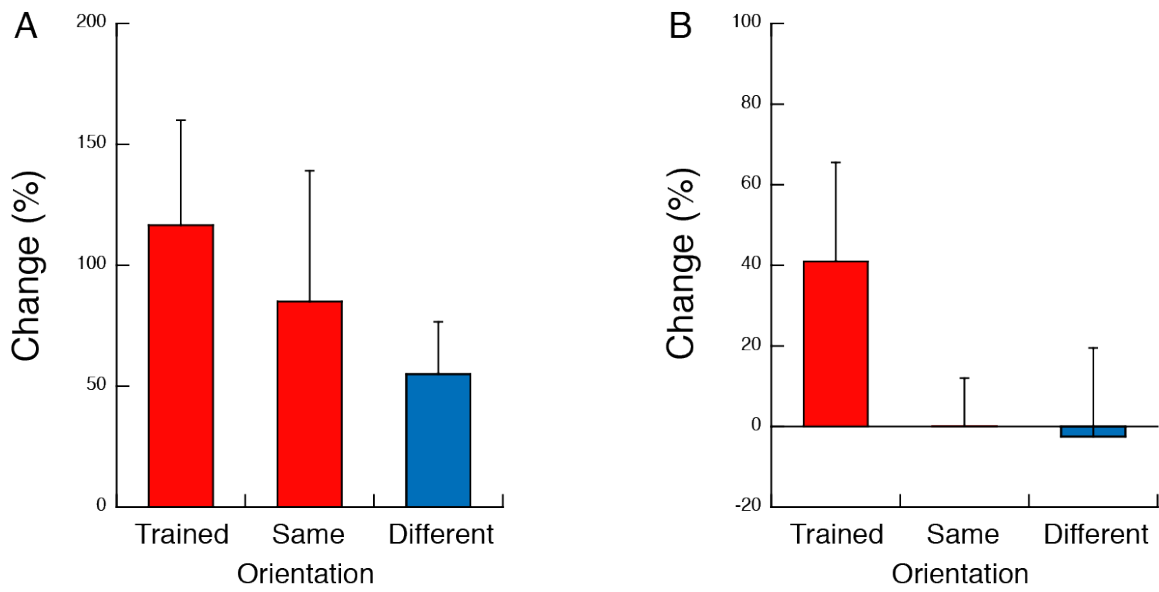 A
Change (%)
200
150
100
50
0
Trained Same Different
Orientation
B
Change (%)
100
80
60
40
20
0
-20
Trained Same Different
Orientation